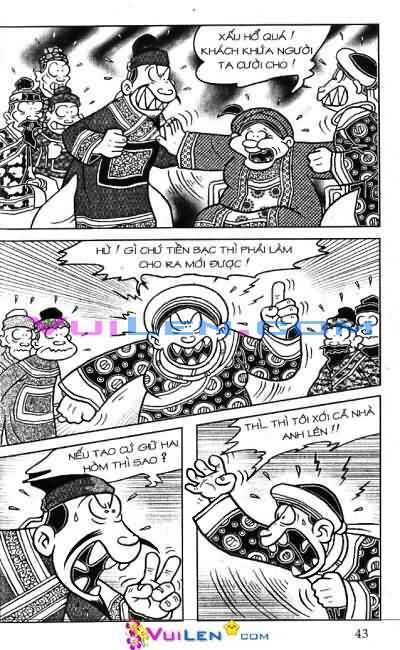 XẤU HỔ QUÁ!
KHÁCH KHỨA NGƯỜI
TA CƯỜI CHO!
HỪ! GÌ CHỨ TIỀN BẠC THÌ PHẢI LÀM
CHO RA MỚI ĐƯỢC!
VUILEN.COM
NẾU TAO CỨ GIỮ HAI
HÒM THÌ SAO?
THÌ... THÌ TÔI XỚI CẢ NHÀ
ANH LÊN!!
43
VUILEN.COM